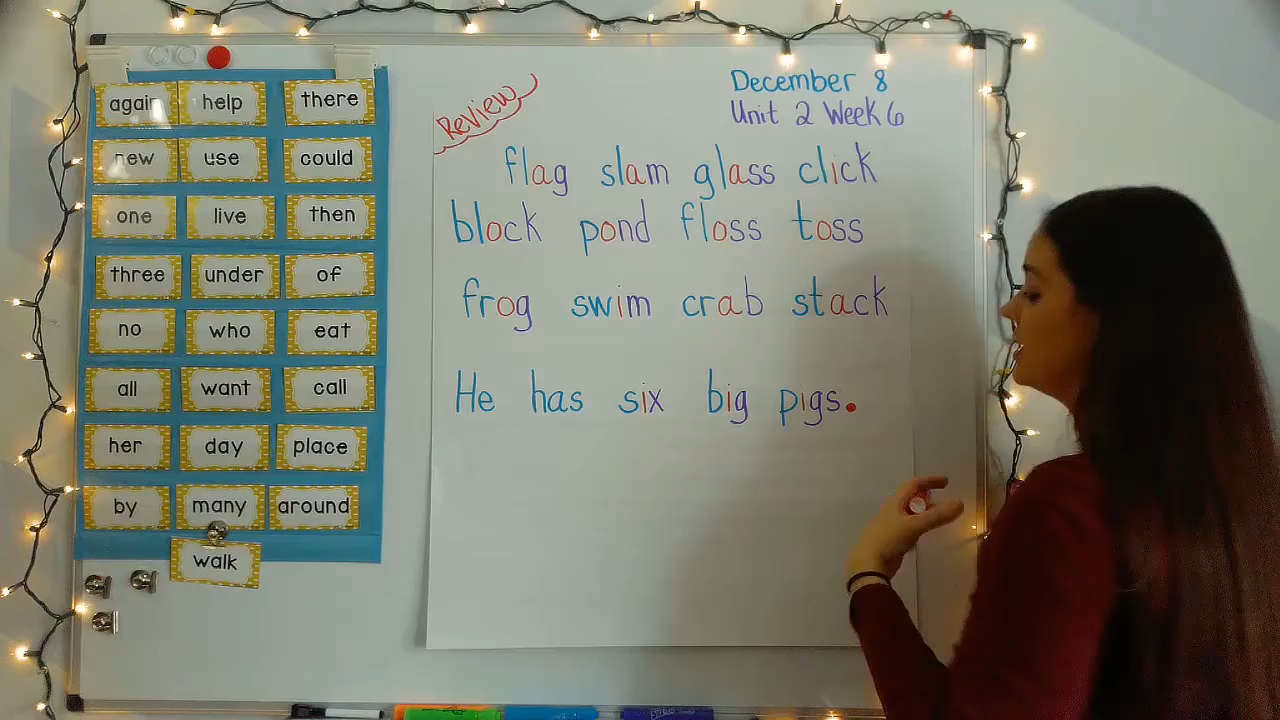 again help there
new use could
one live then
three under of
no who eat
all want call
her day place
by many around
walk
Review
December 8
Unit 2 Week 6
flag slam glass click
block pond floss toss
frog swim crab stack
He has six big pigs.